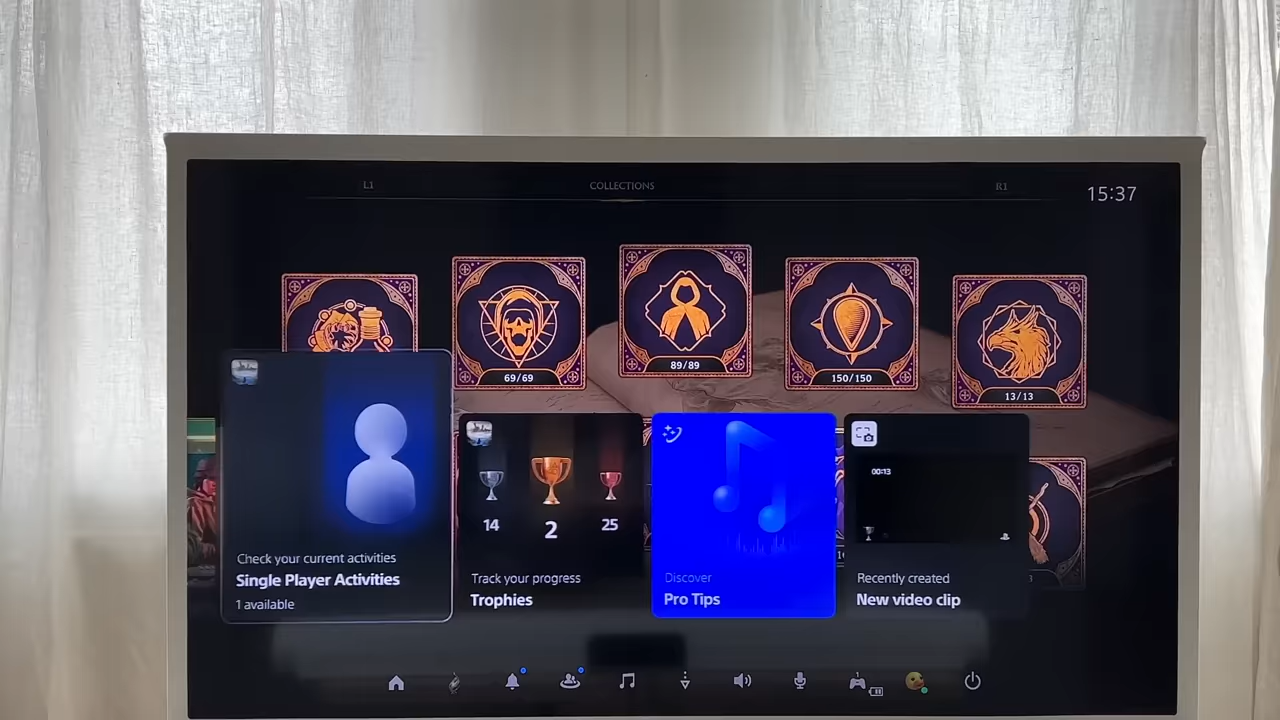 L1
COLLECTIONS
R1
15:37
69/69
89/89
150/150
13/13
Check your current activities
Single Player Activities
1 available
14
2
25
Track your progress
Trophies
Discover
Pro Tips
00:13
Recently created
New video clip
1